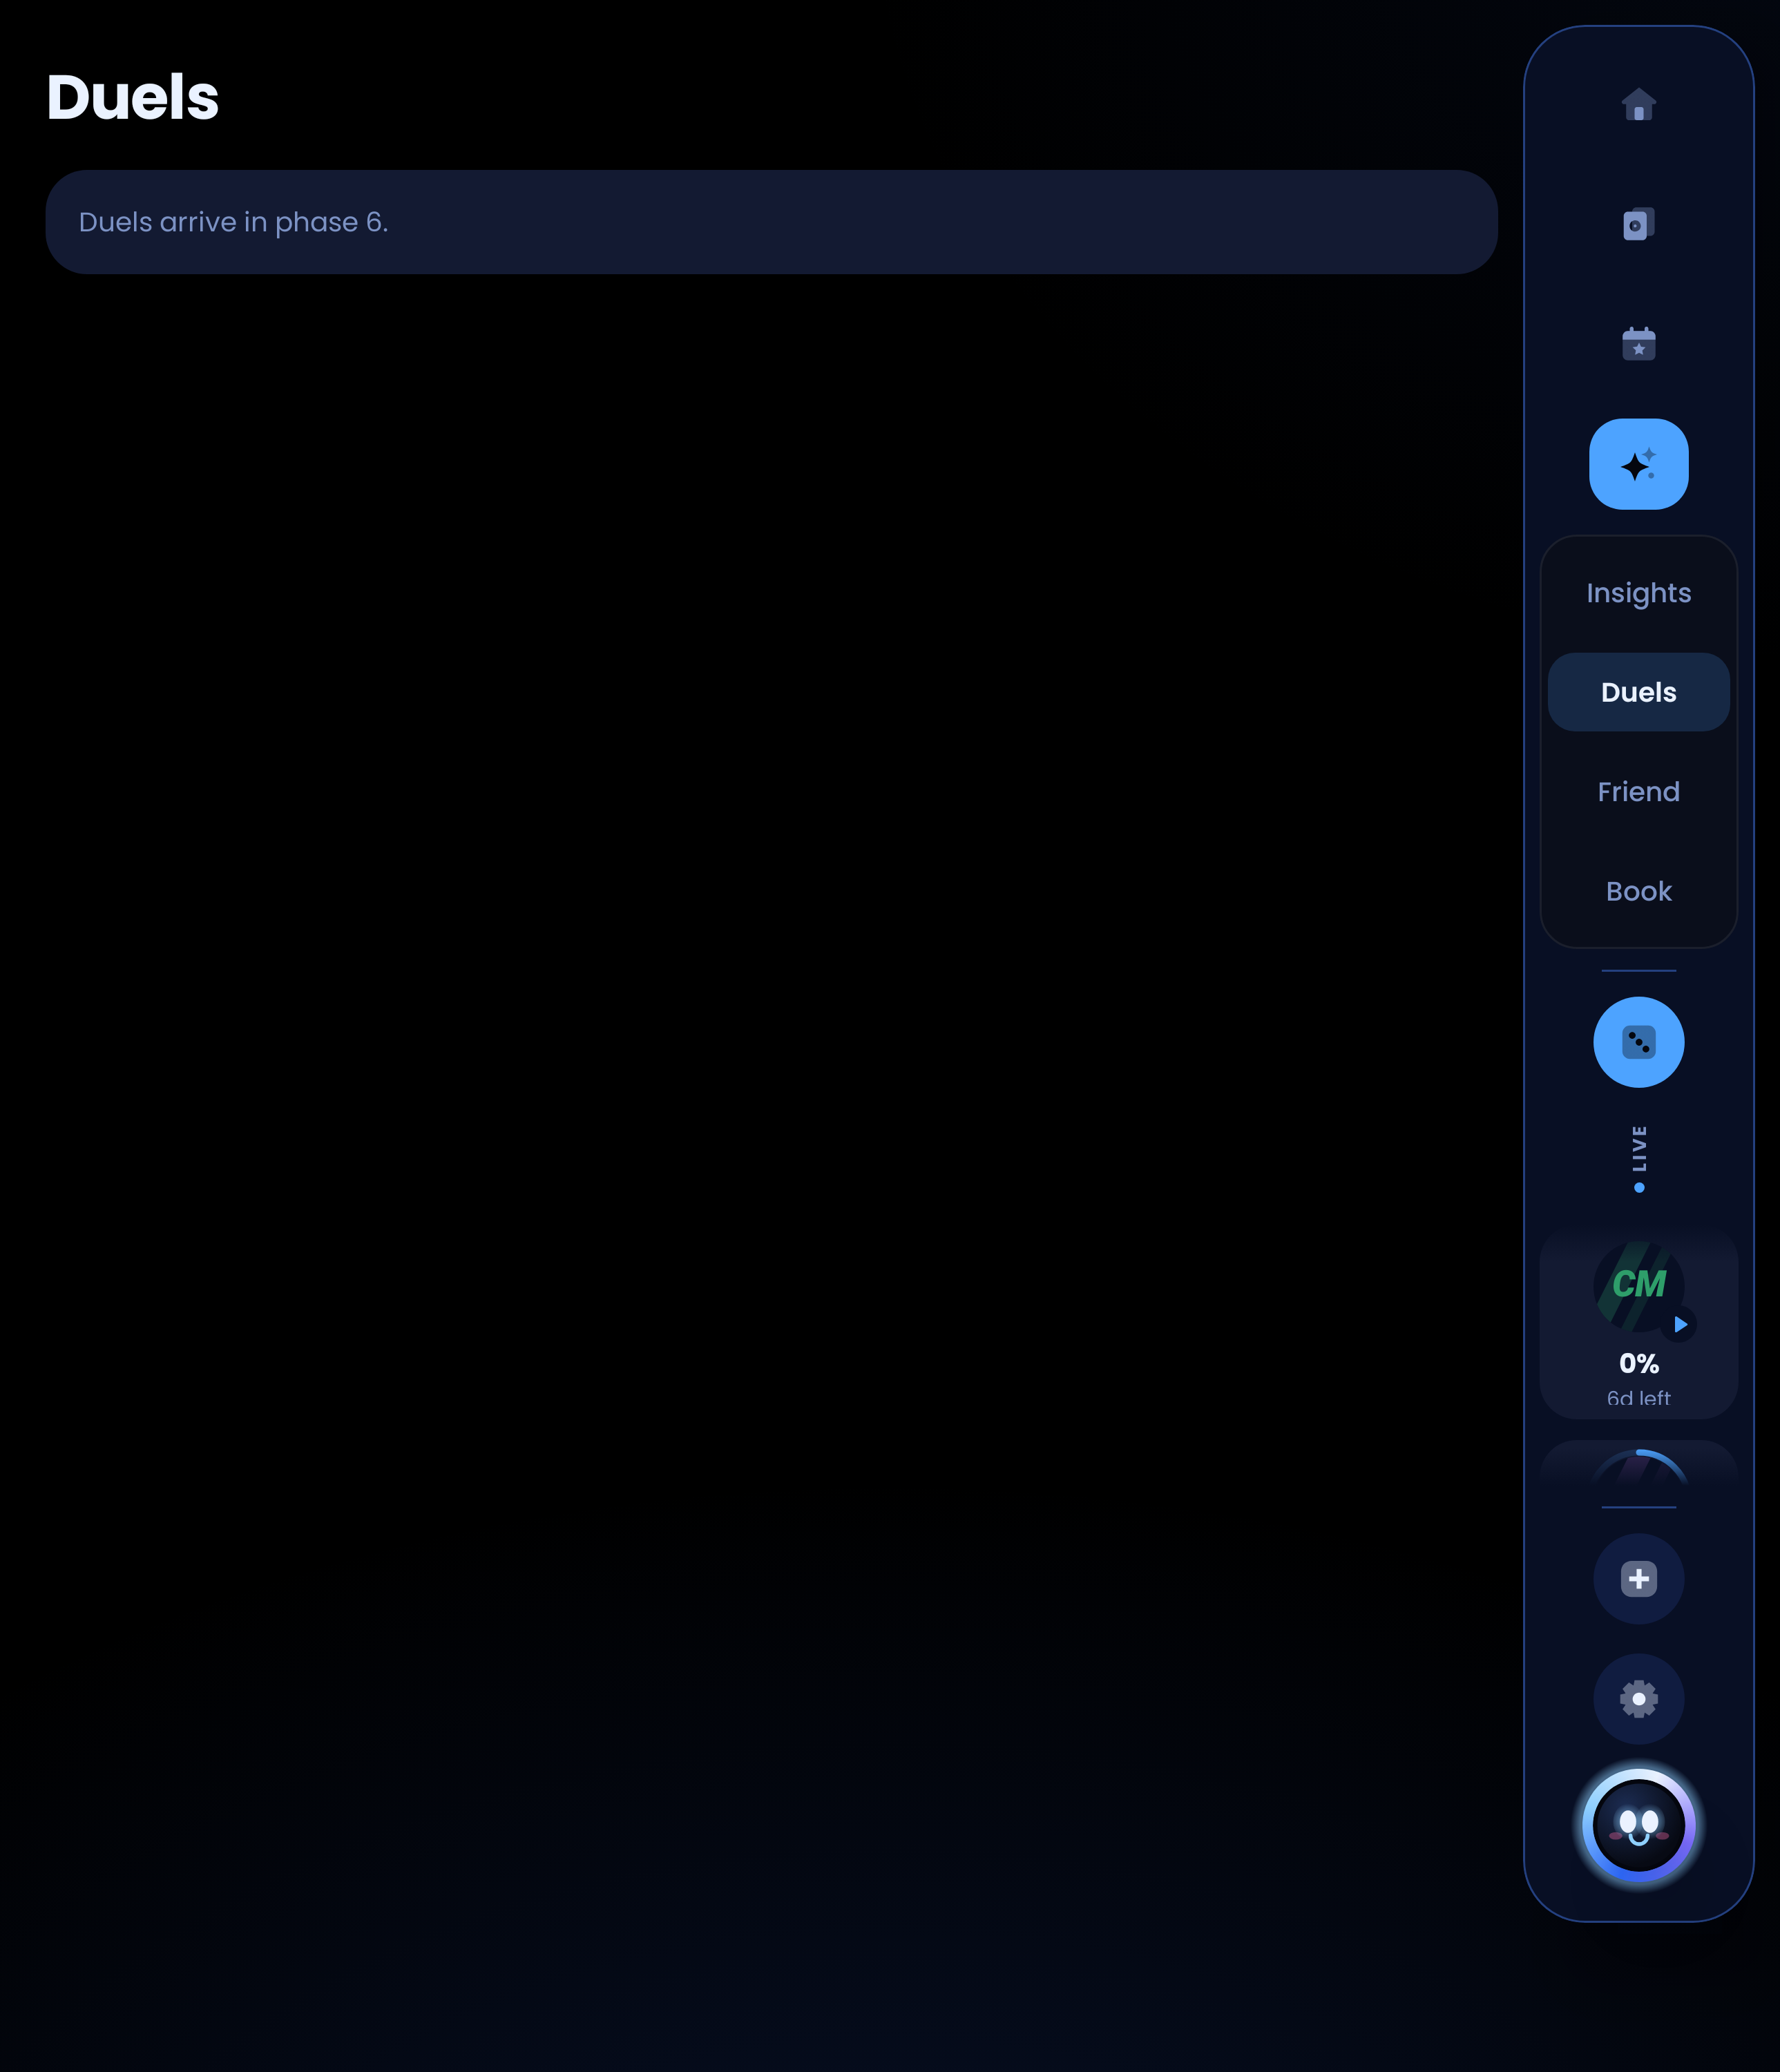 Duels
Duels arrive in phase 6.
Insights
Duels
Friend
Book
LIVE
CM
0%
6d left